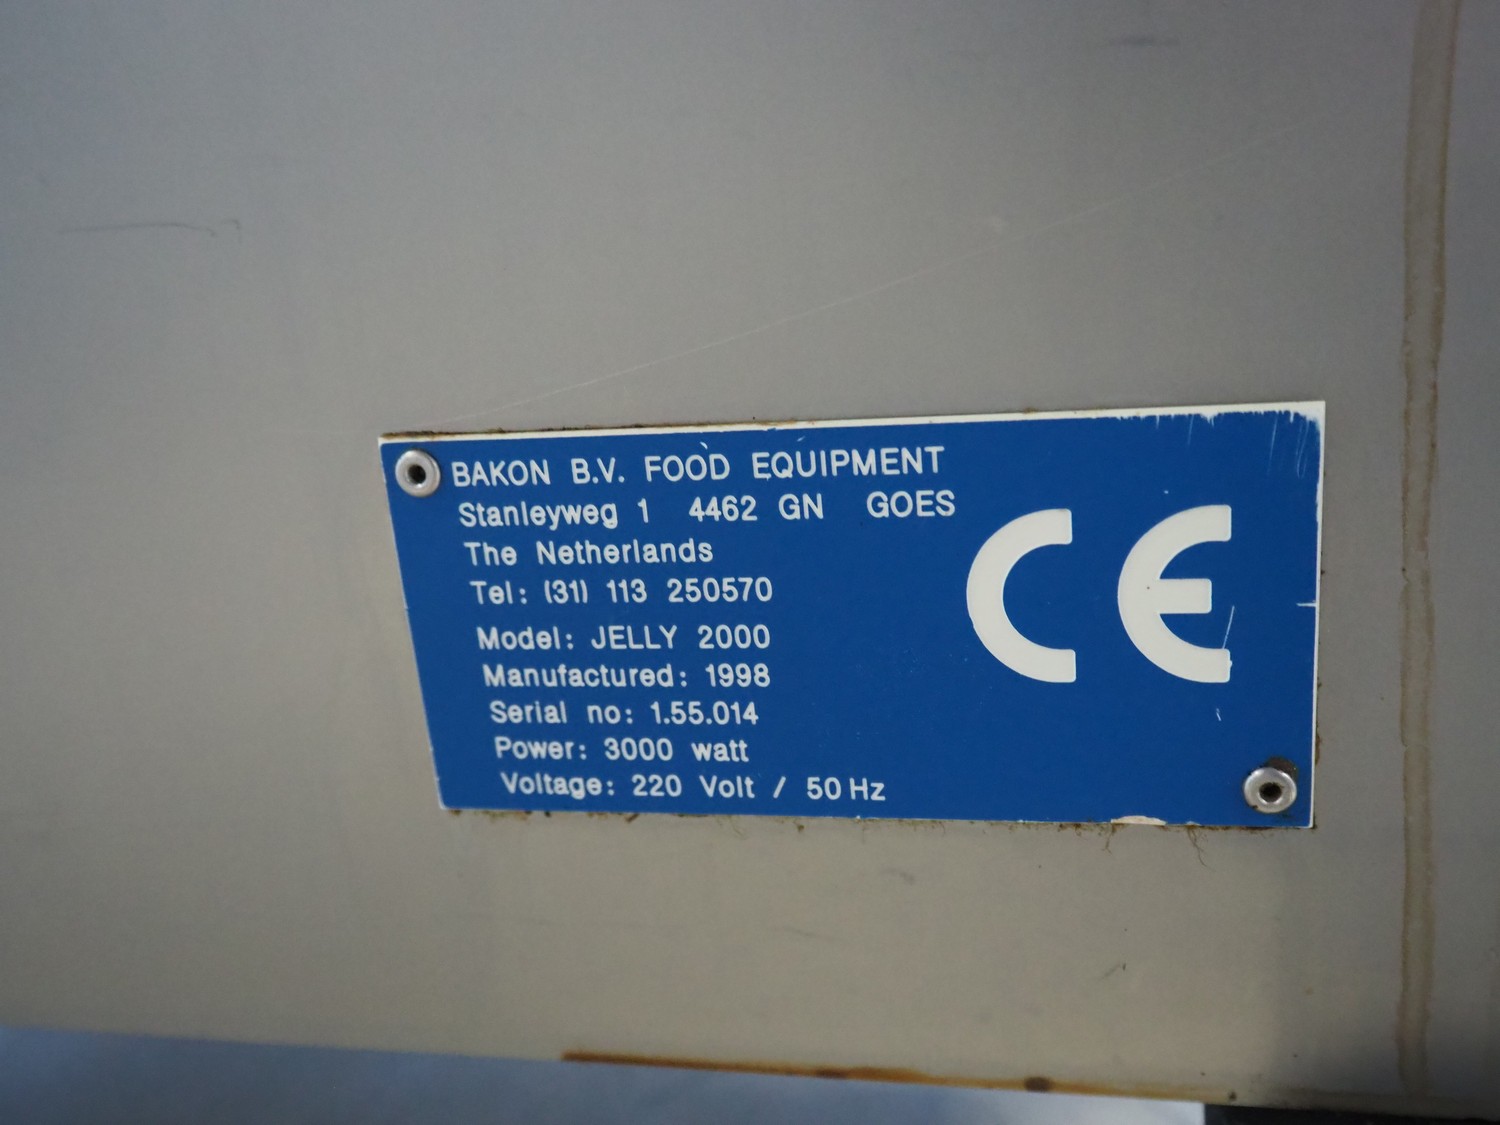 BAKON B.V. FOOD EQUIPMENT
Stanleyweg 1 4462 GN GOES
The Netherlands
Tel: (31) 113 250570
Model: JELLY 2000
Manufactured: 1998
Serial no: 1.55.014
Power: 3000 watt
Voltage: 220 Volt / 50 Hz
CE